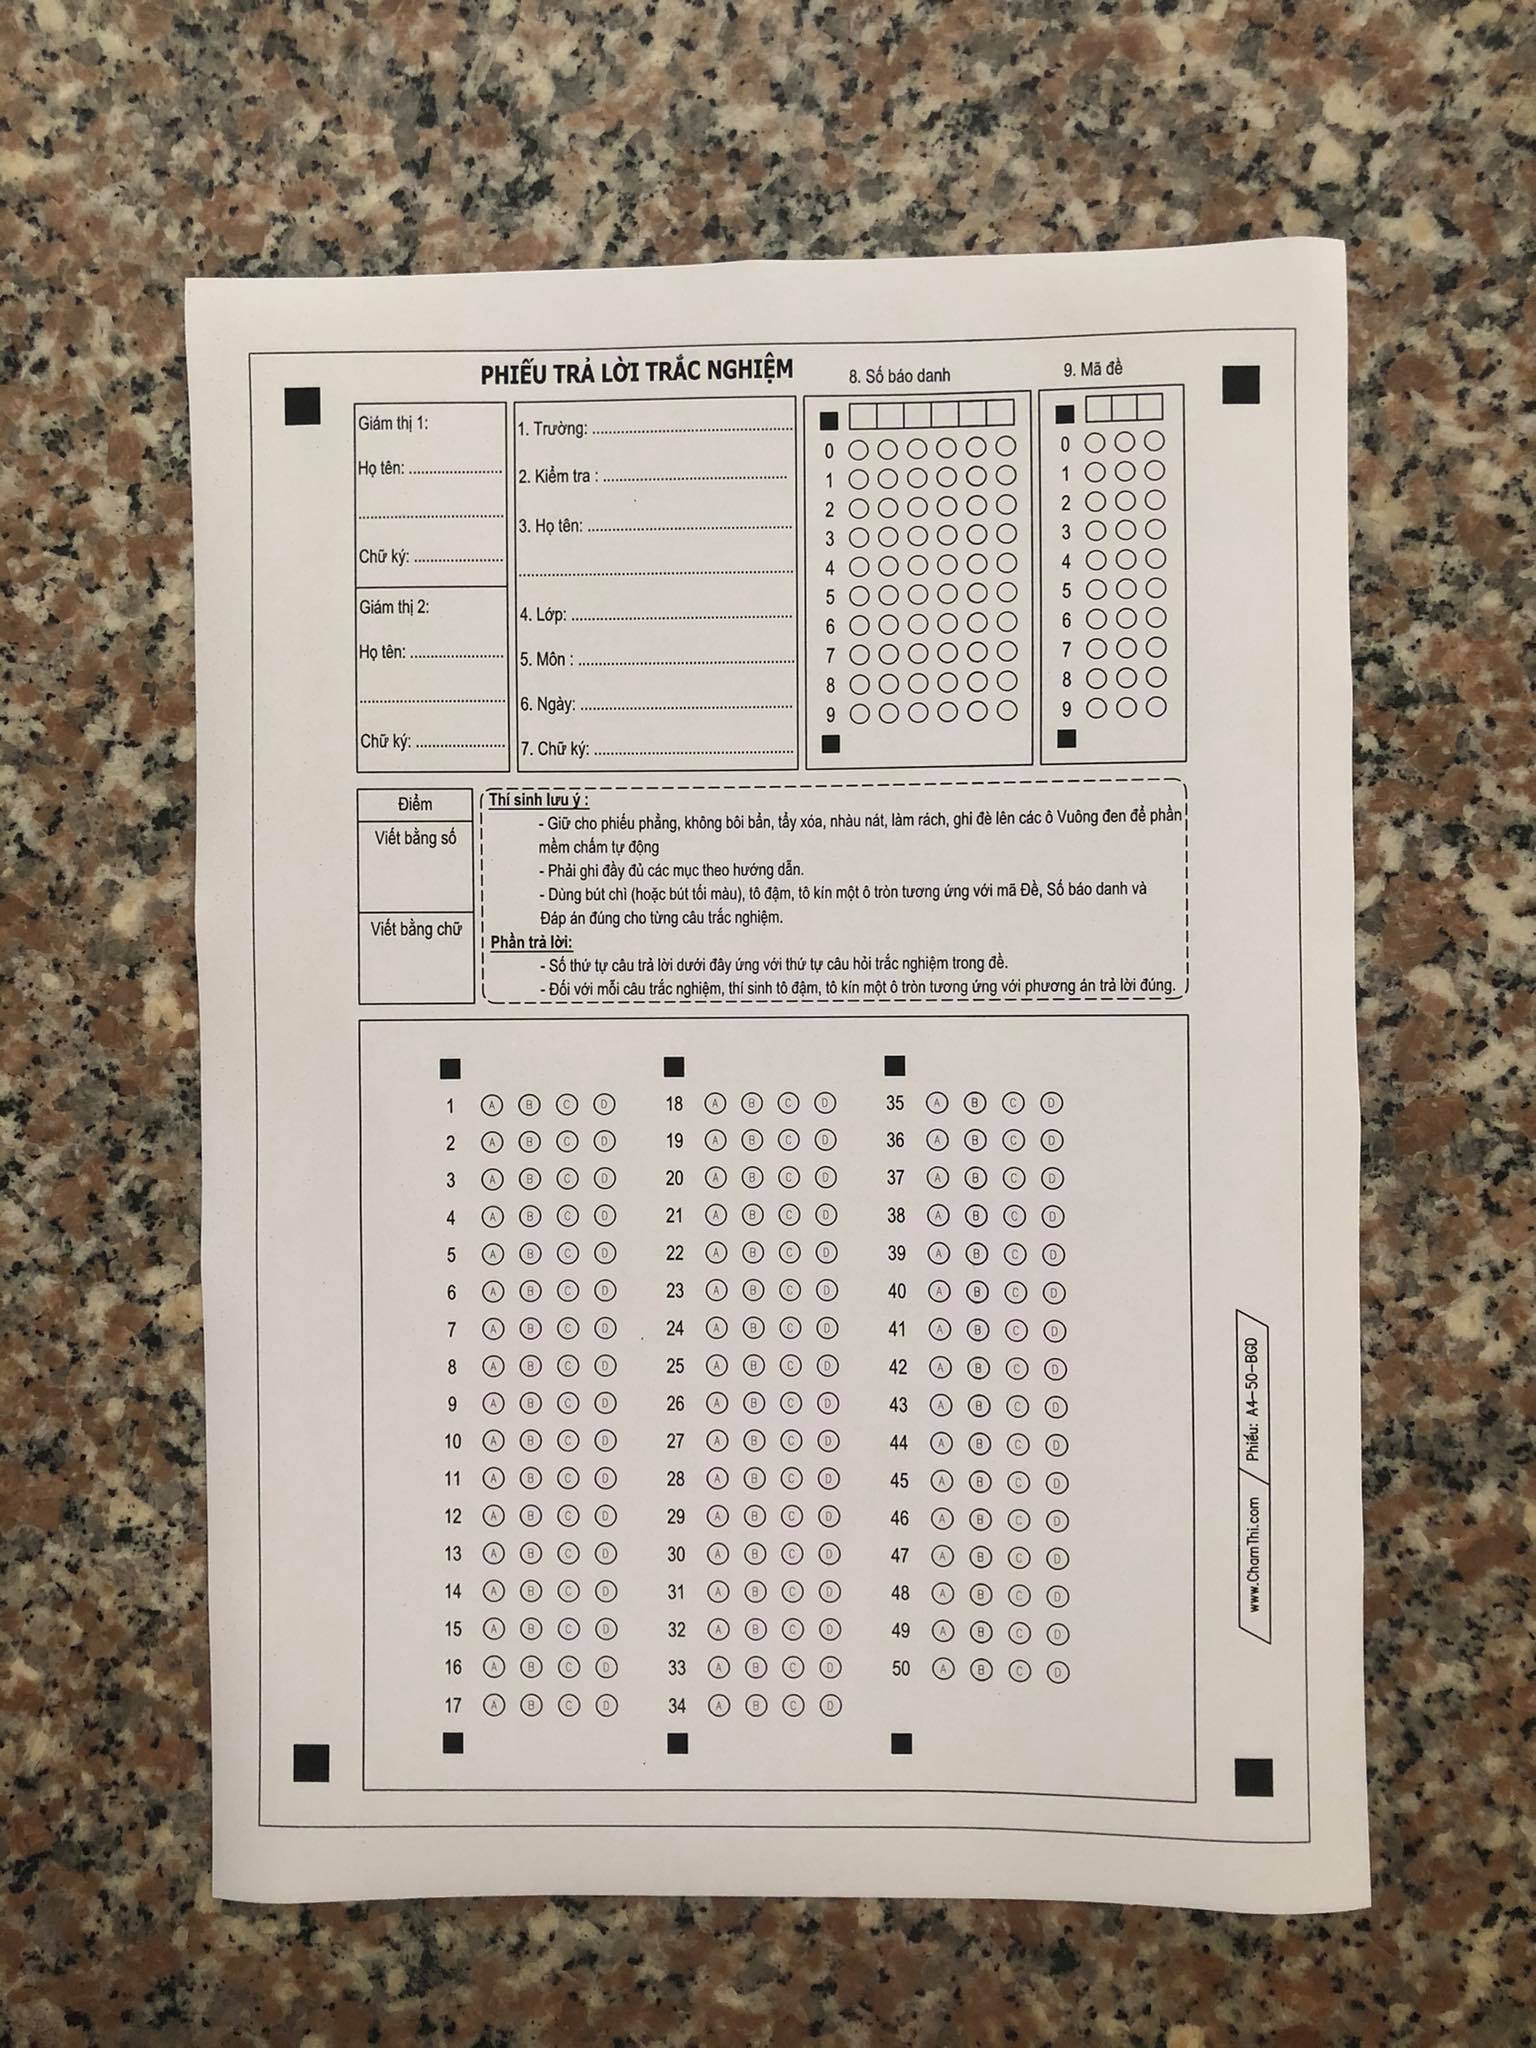 PHIẾU TRẢ LỜI TRẮC NGHIỆM
Giám thị 1:
Họ tên: ..........................
..........................................
Chữ ký: .........................
Giám thị 2:
Họ tên: ..........................
..........................................
Chữ ký: .........................
1. Trường: ..........................................
2. Kiểm tra : ..........................................
3. Họ tên: ..........................................
............................................................
4. Lớp: ..........................................
5. Môn : ..........................................
6. Ngày: ..........................................
7. Chữ ký: ..........................................
8. Số báo danh
0
1
2
3
4
5
6
7
8
9
9. Mã đề
0
1
2
3
4
5
6
7
8
9
Điểm
Viết bằng số
Viết bằng chữ
Thí sinh lưu ý :
- Giữ cho phiếu phẳng, không bôi bẩn, tẩy xóa, nhàu nát, làm rách, ghi đè lên các ô Vuông đen để phần
mềm chấm tự động
- Phải ghi đầy đủ các mục theo hướng dẫn.
- Dùng bút chì (hoặc bút tối màu), tô đậm, tô kín một ô tròn tương ứng với mã Đề, Số báo danh và
Đáp án đúng cho từng câu trắc nghiệm.
Phần trả lời:
- Số thứ tự câu trả lời dưới đây ứng với thứ tự câu hỏi trắc nghiệm trong đề.
- Đối với mỗi câu trắc nghiệm, thí sinh tô đậm, tô kín một ô tròn tương ứng với phương án trả lời đúng.
1 A B C D
2 A B C D
3 A B C D
4 A B C D
5 A B C D
6 A B C D
7 A B C D
8 A B C D
9 A B C D
10 A B C D
11 A B C D
12 A B C D
13 A B C D
14 A B C D
15 A B C D
16 A B C D
17 A B C D
18 A B C D
19 A B C D
20 A B C D
21 A B C D
22 A B C D
23 A B C D
24 A B C D
25 A B C D
26 A B C D
27 A B C D
28 A B C D
29 A B C D
30 A B C D
31 A B C D
32 A B C D
33 A B C D
34 A B C D
35 A B C D
36 A B C D
37 A B C D
38 A B C D
39 A B C D
40 A B C D
41 A B C D
42 A B C D
43 A B C D
44 A B C D
45 A B C D
46 A B C D
47 A B C D
48 A B C D
49 A B C D
50 A B C D
www.ChamThi.com
Phiếu: A4-50-BGD